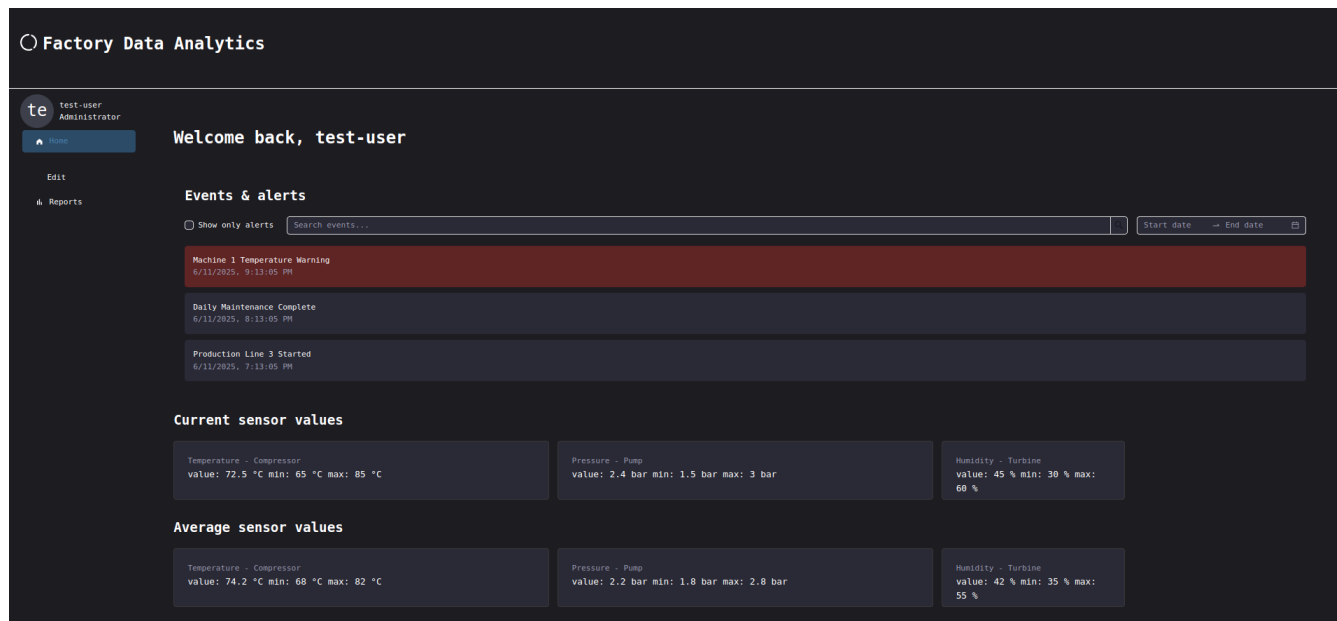 Factory Data Analytics
te
test-user
Administrator
Home
Edit
Reports
Welcome back, test-user
Events & alerts
Show only alerts
Search events...
Start date → End date
Machine 1 Temperature Warning
6/11/2025, 9:13:05 PM
Daily Maintenance Complete
6/11/2025, 8:13:05 PM
Production Line 3 Started
6/11/2025, 7:13:05 PM
Current sensor values
Temperature - Compressor
value: 72.5 °C min: 65 °C max: 85 °C
Pressure - Pump
value: 2.4 bar min: 1.5 bar max: 3 bar
Humidity - Turbine
value: 45 % min: 30 % max:
60 %
Average sensor values
Temperature - Compressor
value: 74.2 °C min: 68 °C max: 82 °C
Pressure - Pump
value: 2.2 bar min: 1.8 bar max: 2.8 bar
Humidity - Turbine
value: 42 % min: 35 % max:
55 %